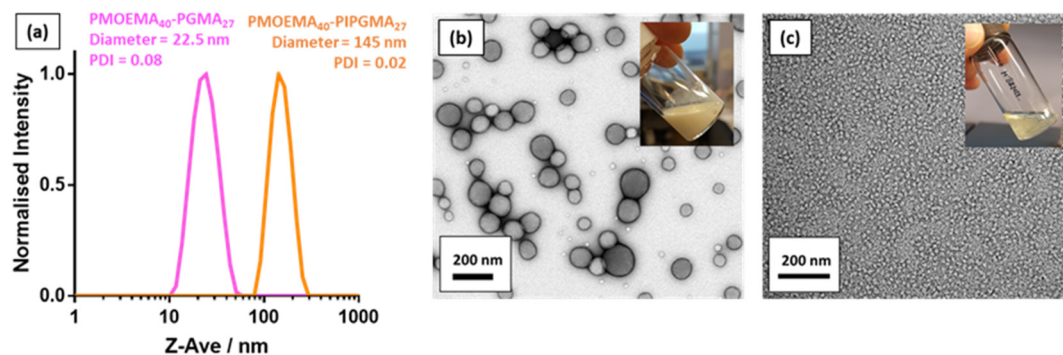 (a)
PMOEMA₄₀-PGMA₂₇
Diameter = 22.5 nm
PDI = 0.08
PMOEMA₄₀-PIPGMA₂₇
Diameter = 145 nm
PDI = 0.02
Normalised Intensity
1.0
0.5
0.0
1
10
100
1000
Z-Ave / nm
(b)
200 nm
(c)
200 nm